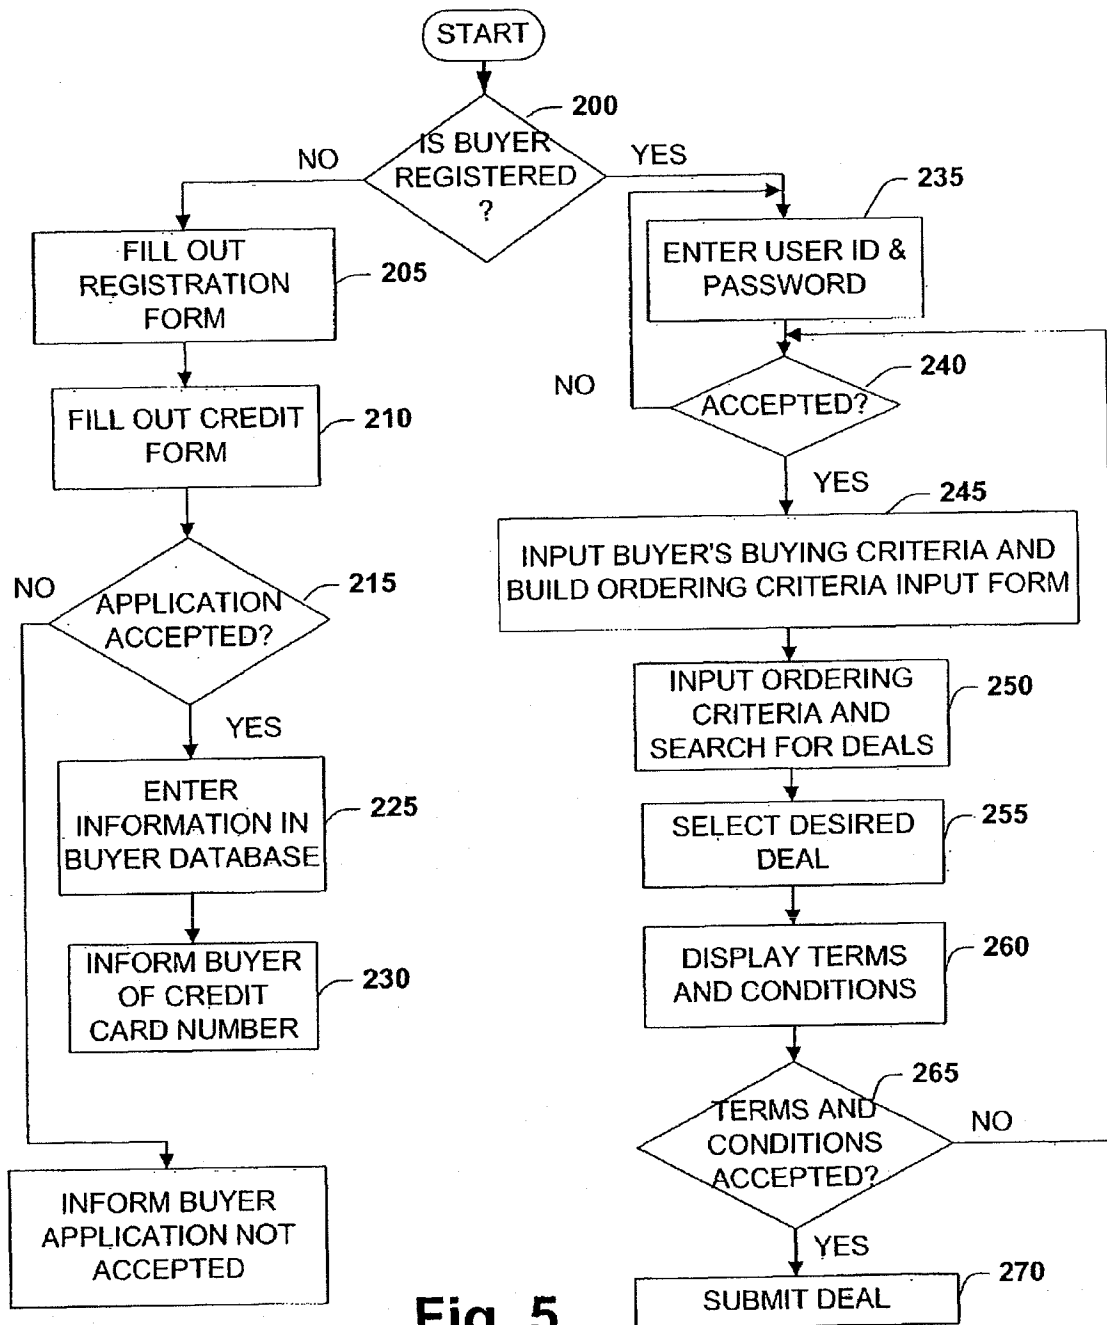 START
200
IS BUYER
REGISTERED
?
NO
YES
FILL OUT
REGISTRATION
FORM
205
FILL OUT CREDIT
FORM
210
NO
APPLICATION
ACCEPTED?
215
YES
ENTER
INFORMATION IN
BUYER DATABASE
225
INFORM BUYER
OF CREDIT
CARD NUMBER
230
INFORM BUYER
APPLICATION NOT
ACCEPTED
235
ENTER USER ID &
PASSWORD
NO
ACCEPTED?
240
YES
245
INPUT BUYER'S BUYING CRITERIA AND
BUILD ORDERING CRITERIA INPUT FORM
INPUT ORDERING
CRITERIA AND
SEARCH FOR DEALS
250
SELECT DESIRED
DEAL
255
DISPLAY TERMS
AND CONDITIONS
260
265
TERMS AND
CONDITIONS
ACCEPTED?
NO
YES
270
SUBMIT DEAL
Fig. 5